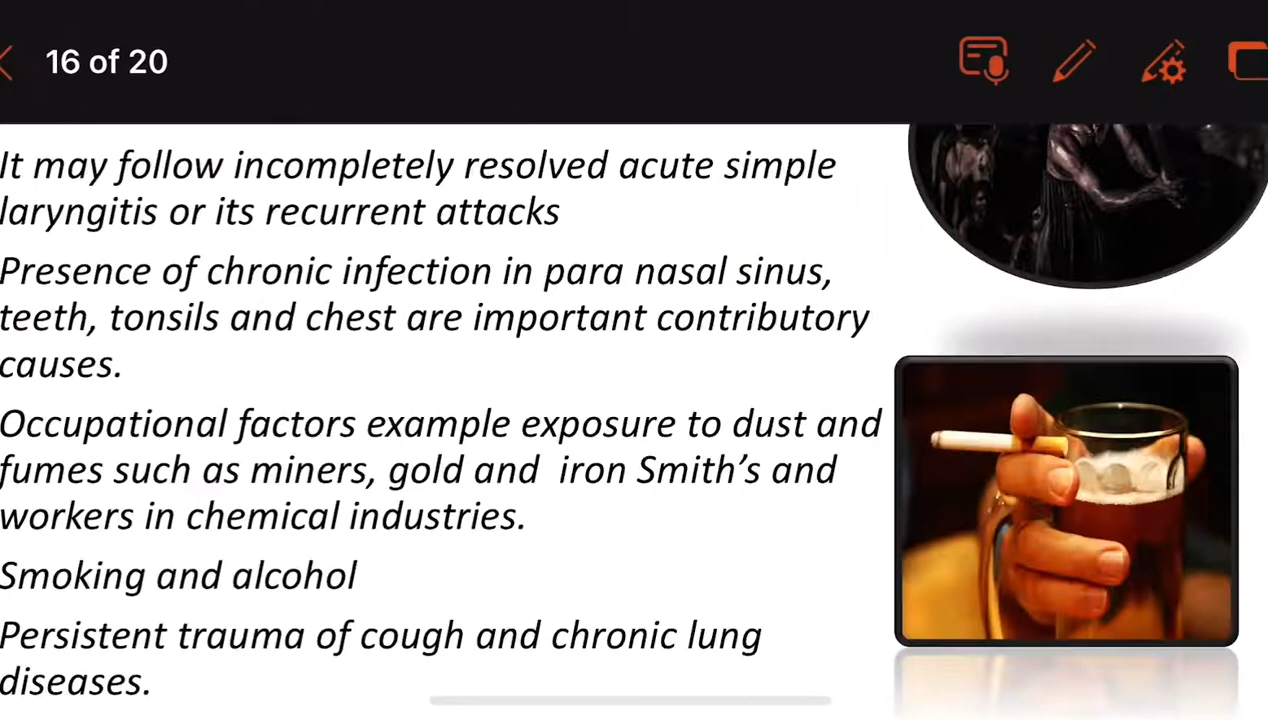 16 of 20
It may follow incompletely resolved acute simple
laryngitis or its recurrent attacks
Presence of chronic infection in para nasal sinus,
teeth, tonsils and chest are important contributory
causes.
Occupational factors example exposure to dust and
fumes such as miners, gold and  iron Smith's and
workers in chemical industries.
Smoking and alcohol
Persistent trauma of cough and chronic lung
diseases.